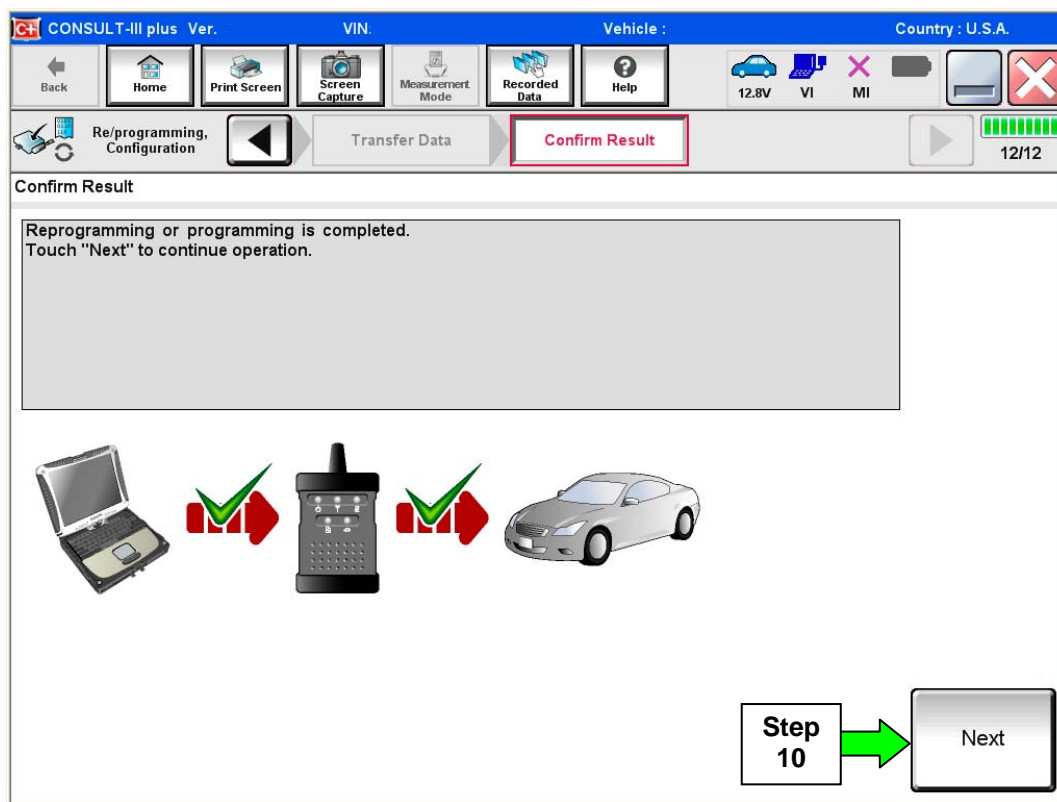 C+ CONSULT-III plus Ver. VIN: Vehicle : Country : U.S.A.
Back
Home
Print Screen
Screen
Capture
Measurement
Mode
Recorded
Data
Help
12.8V VI MI
Re/programming,
Configuration
Transfer Data
Confirm Result
12/12
Confirm Result
Reprogramming or programming is completed.
Touch "Next" to continue operation.
Step
10
Next